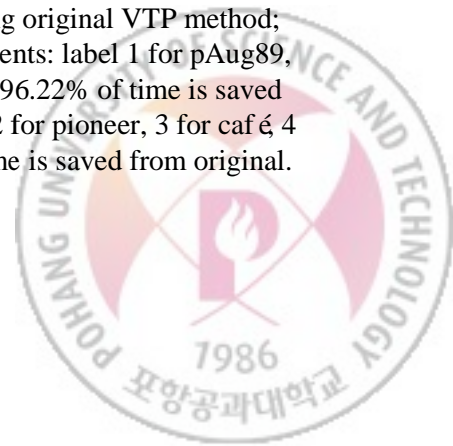 g original VTP method;
ents: label 1 for pAug89,
96.22% of time is saved
2 for pioneer, 3 for café, 4
ne is saved from original.
POHANG UNIVERSITY OF SCIENCE AND TECHNOLOGY
1986
포항공과대학교